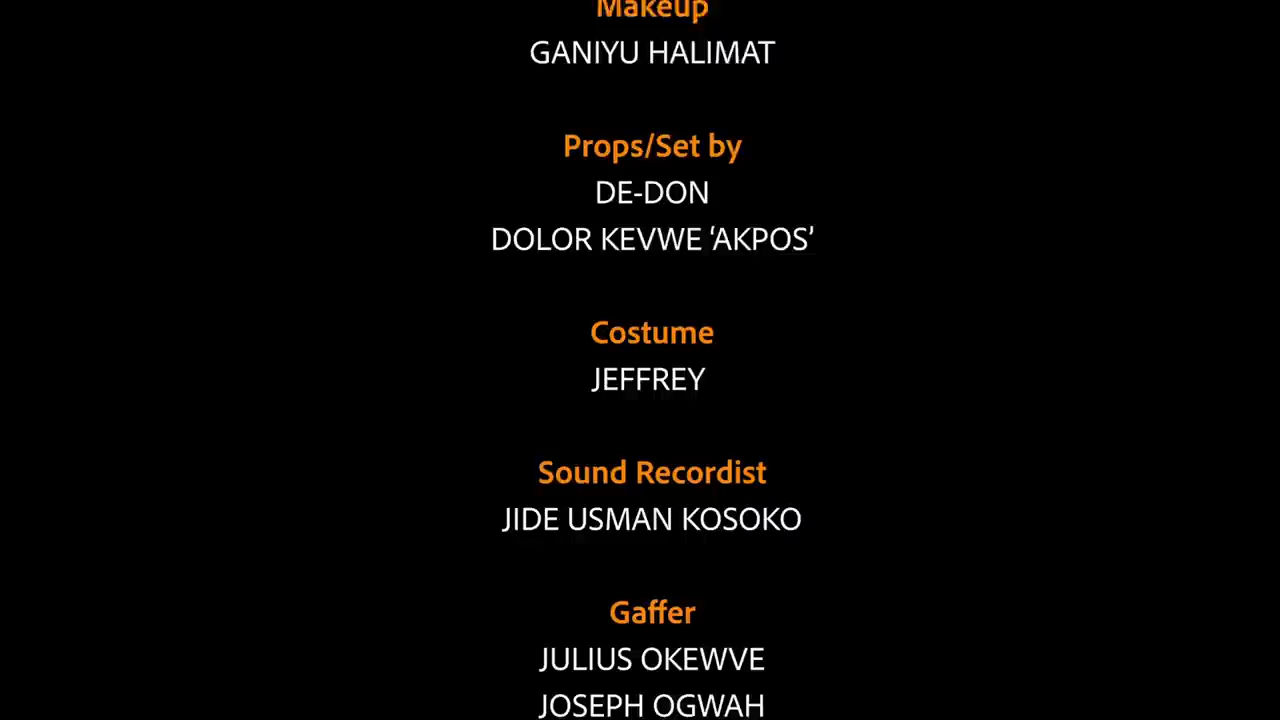 Makeup
GANIYU HALIMAT
Props/Set by
DE-DON
DOLOR KEVWE ‘AKPOS’
Costume
JEFFREY
Sound Recordist
JIDE USMAN KOSOKO
Gaffer
JULIUS OKEWVE
JOSEPH OGWAH